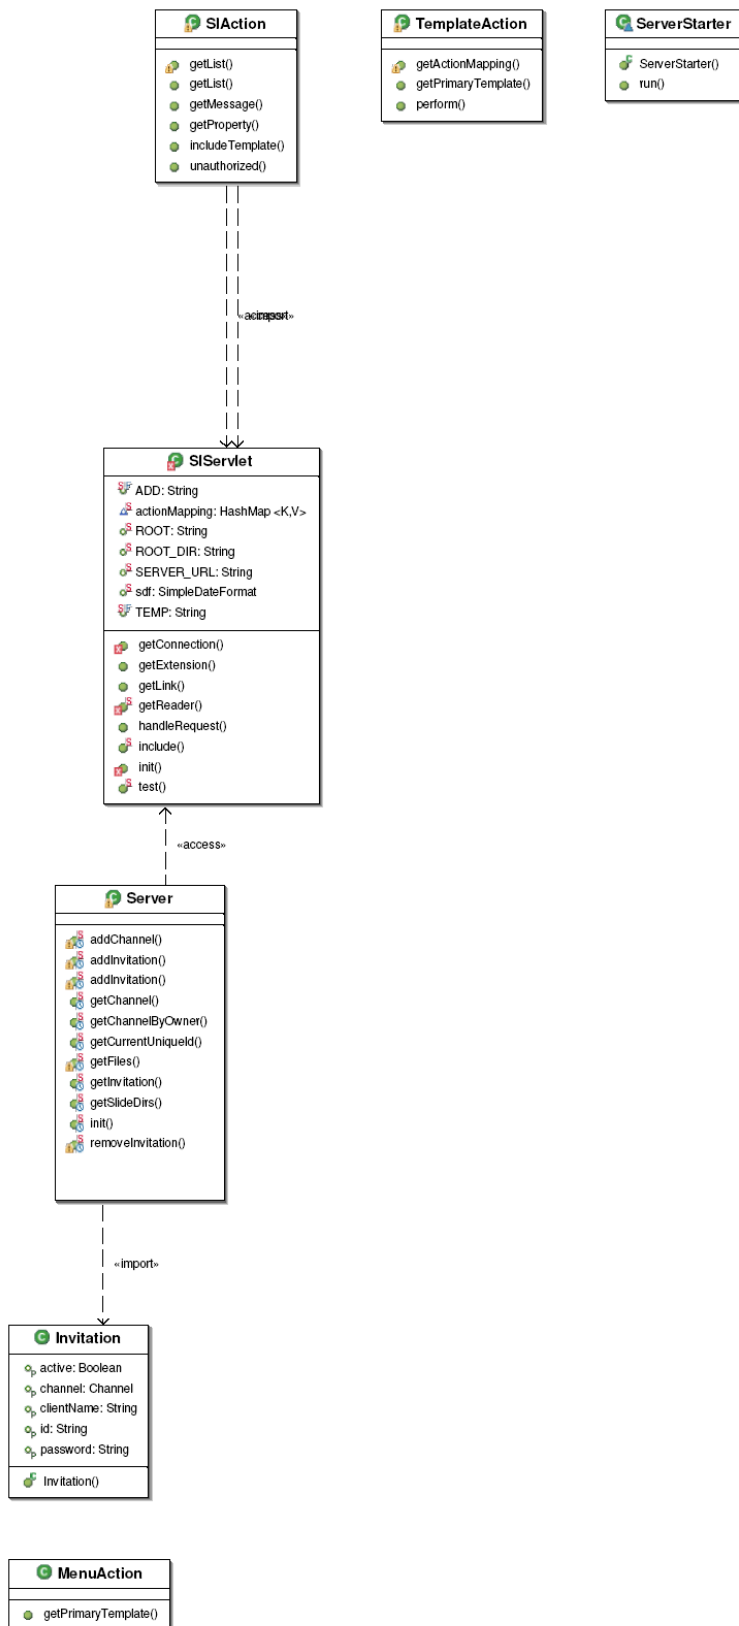 SIAction
getList()
getList()
getMessage()
getProperty()
includeTemplate()
unauthorized()
TemplateAction
getActionMapping()
getPrimaryTemplate()
perform()
ServerStarter
ServerStarter()
run()
SIServlet
ADD: String
actionMapping: HashMap <K,V>
ROOT: String
ROOT_DIR: String
SERVER_URL: String
sdf: SimpleDateFormat
TEMP: String
getConnection()
getExtension()
getLink()
getReader()
handleRequest()
include()
init()
test()
«access»
Server
addChannel()
addInvitation()
addInvitation()
getChannel()
getChannelByOwner()
getCurrentUniqueId()
getFiles()
getInvitation()
getSlideDirs()
init()
removeInvitation()
«import»
Invitation
active: Boolean
channel: Channel
clientName: String
id: String
password: String
Invitation()
MenuAction
getPrimaryTemplate()